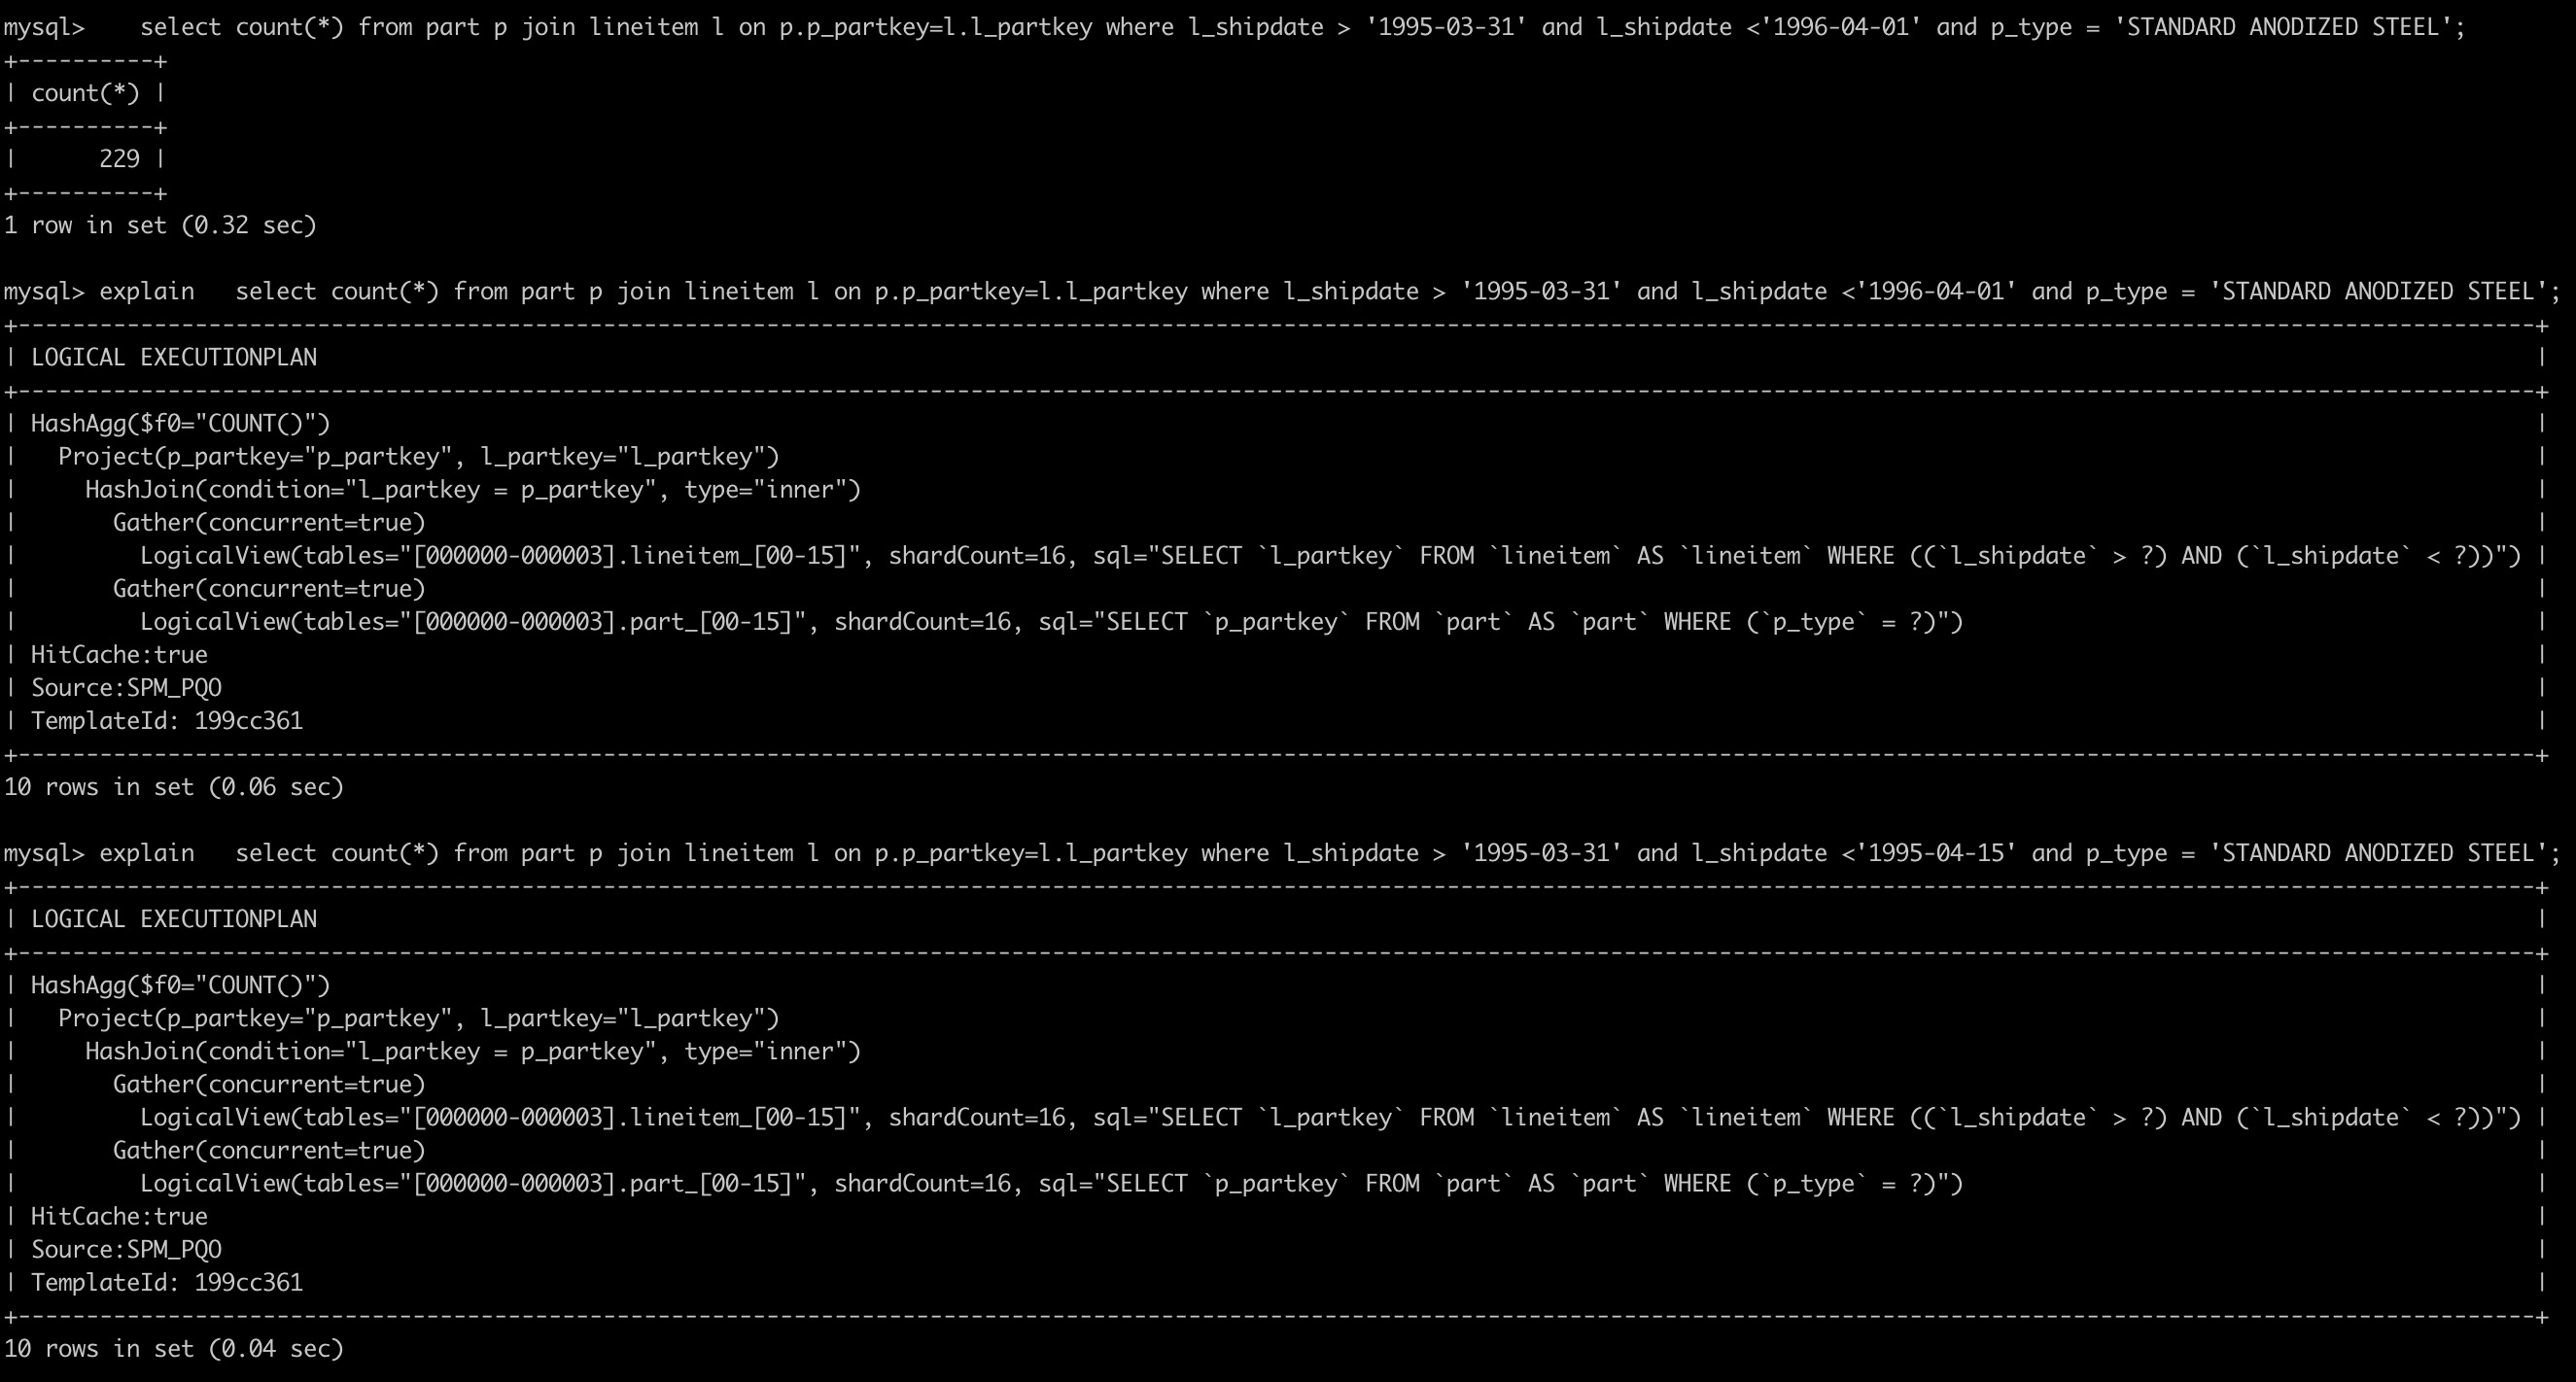 mysql>    select count(*) from part p join lineitem l on p.p_partkey=l.l_partkey where l_shipdate > '1995-03-31' and l_shipdate <'1996-04-01' and p_type = 'STANDARD ANODIZED STEEL';
+----------+
| count(*) |
+----------+
|      229 |
+----------+
1 row in set (0.32 sec)

mysql> explain   select count(*) from part p join lineitem l on p.p_partkey=l.l_partkey where l_shipdate > '1995-03-31' and l_shipdate <'1996-04-01' and p_type = 'STANDARD ANODIZED STEEL';
| LOGICAL EXECUTIONPLAN |
| HashAgg($f0="COUNT()") |
|   Project(p_partkey="p_partkey", l_partkey="l_partkey") |
|     HashJoin(condition="l_partkey = p_partkey", type="inner") |
|       Gather(concurrent=true) |
|         LogicalView(tables="[000000-000003].lineitem_[00-15]", shardCount=16, sql="SELECT `l_partkey` FROM `lineitem` AS `lineitem` WHERE ((`l_shipdate` > ?) AND (`l_shipdate` < ?))") |
|       Gather(concurrent=true) |
|         LogicalView(tables="[000000-000003].part_[00-15]", shardCount=16, sql="SELECT `p_partkey` FROM `part` AS `part` WHERE (`p_type` = ?)") |
| HitCache:true |
| Source:SPM_PQO |
| TemplateId: 199cc361 |
10 rows in set (0.06 sec)

mysql> explain   select count(*) from part p join lineitem l on p.p_partkey=l.l_partkey where l_shipdate > '1995-03-31' and l_shipdate <'1995-04-15' and p_type = 'STANDARD ANODIZED STEEL';
| LOGICAL EXECUTIONPLAN |
| HashAgg($f0="COUNT()") |
|   Project(p_partkey="p_partkey", l_partkey="l_partkey") |
|     HashJoin(condition="l_partkey = p_partkey", type="inner") |
|       Gather(concurrent=true) |
|         LogicalView(tables="[000000-000003].lineitem_[00-15]", shardCount=16, sql="SELECT `l_partkey` FROM `lineitem` AS `lineitem` WHERE ((`l_shipdate` > ?) AND (`l_shipdate` < ?))") |
|       Gather(concurrent=true) |
|         LogicalView(tables="[000000-000003].part_[00-15]", shardCount=16, sql="SELECT `p_partkey` FROM `part` AS `part` WHERE (`p_type` = ?)") |
| HitCache:true |
| Source:SPM_PQO |
| TemplateId: 199cc361 |
10 rows in set (0.04 sec)